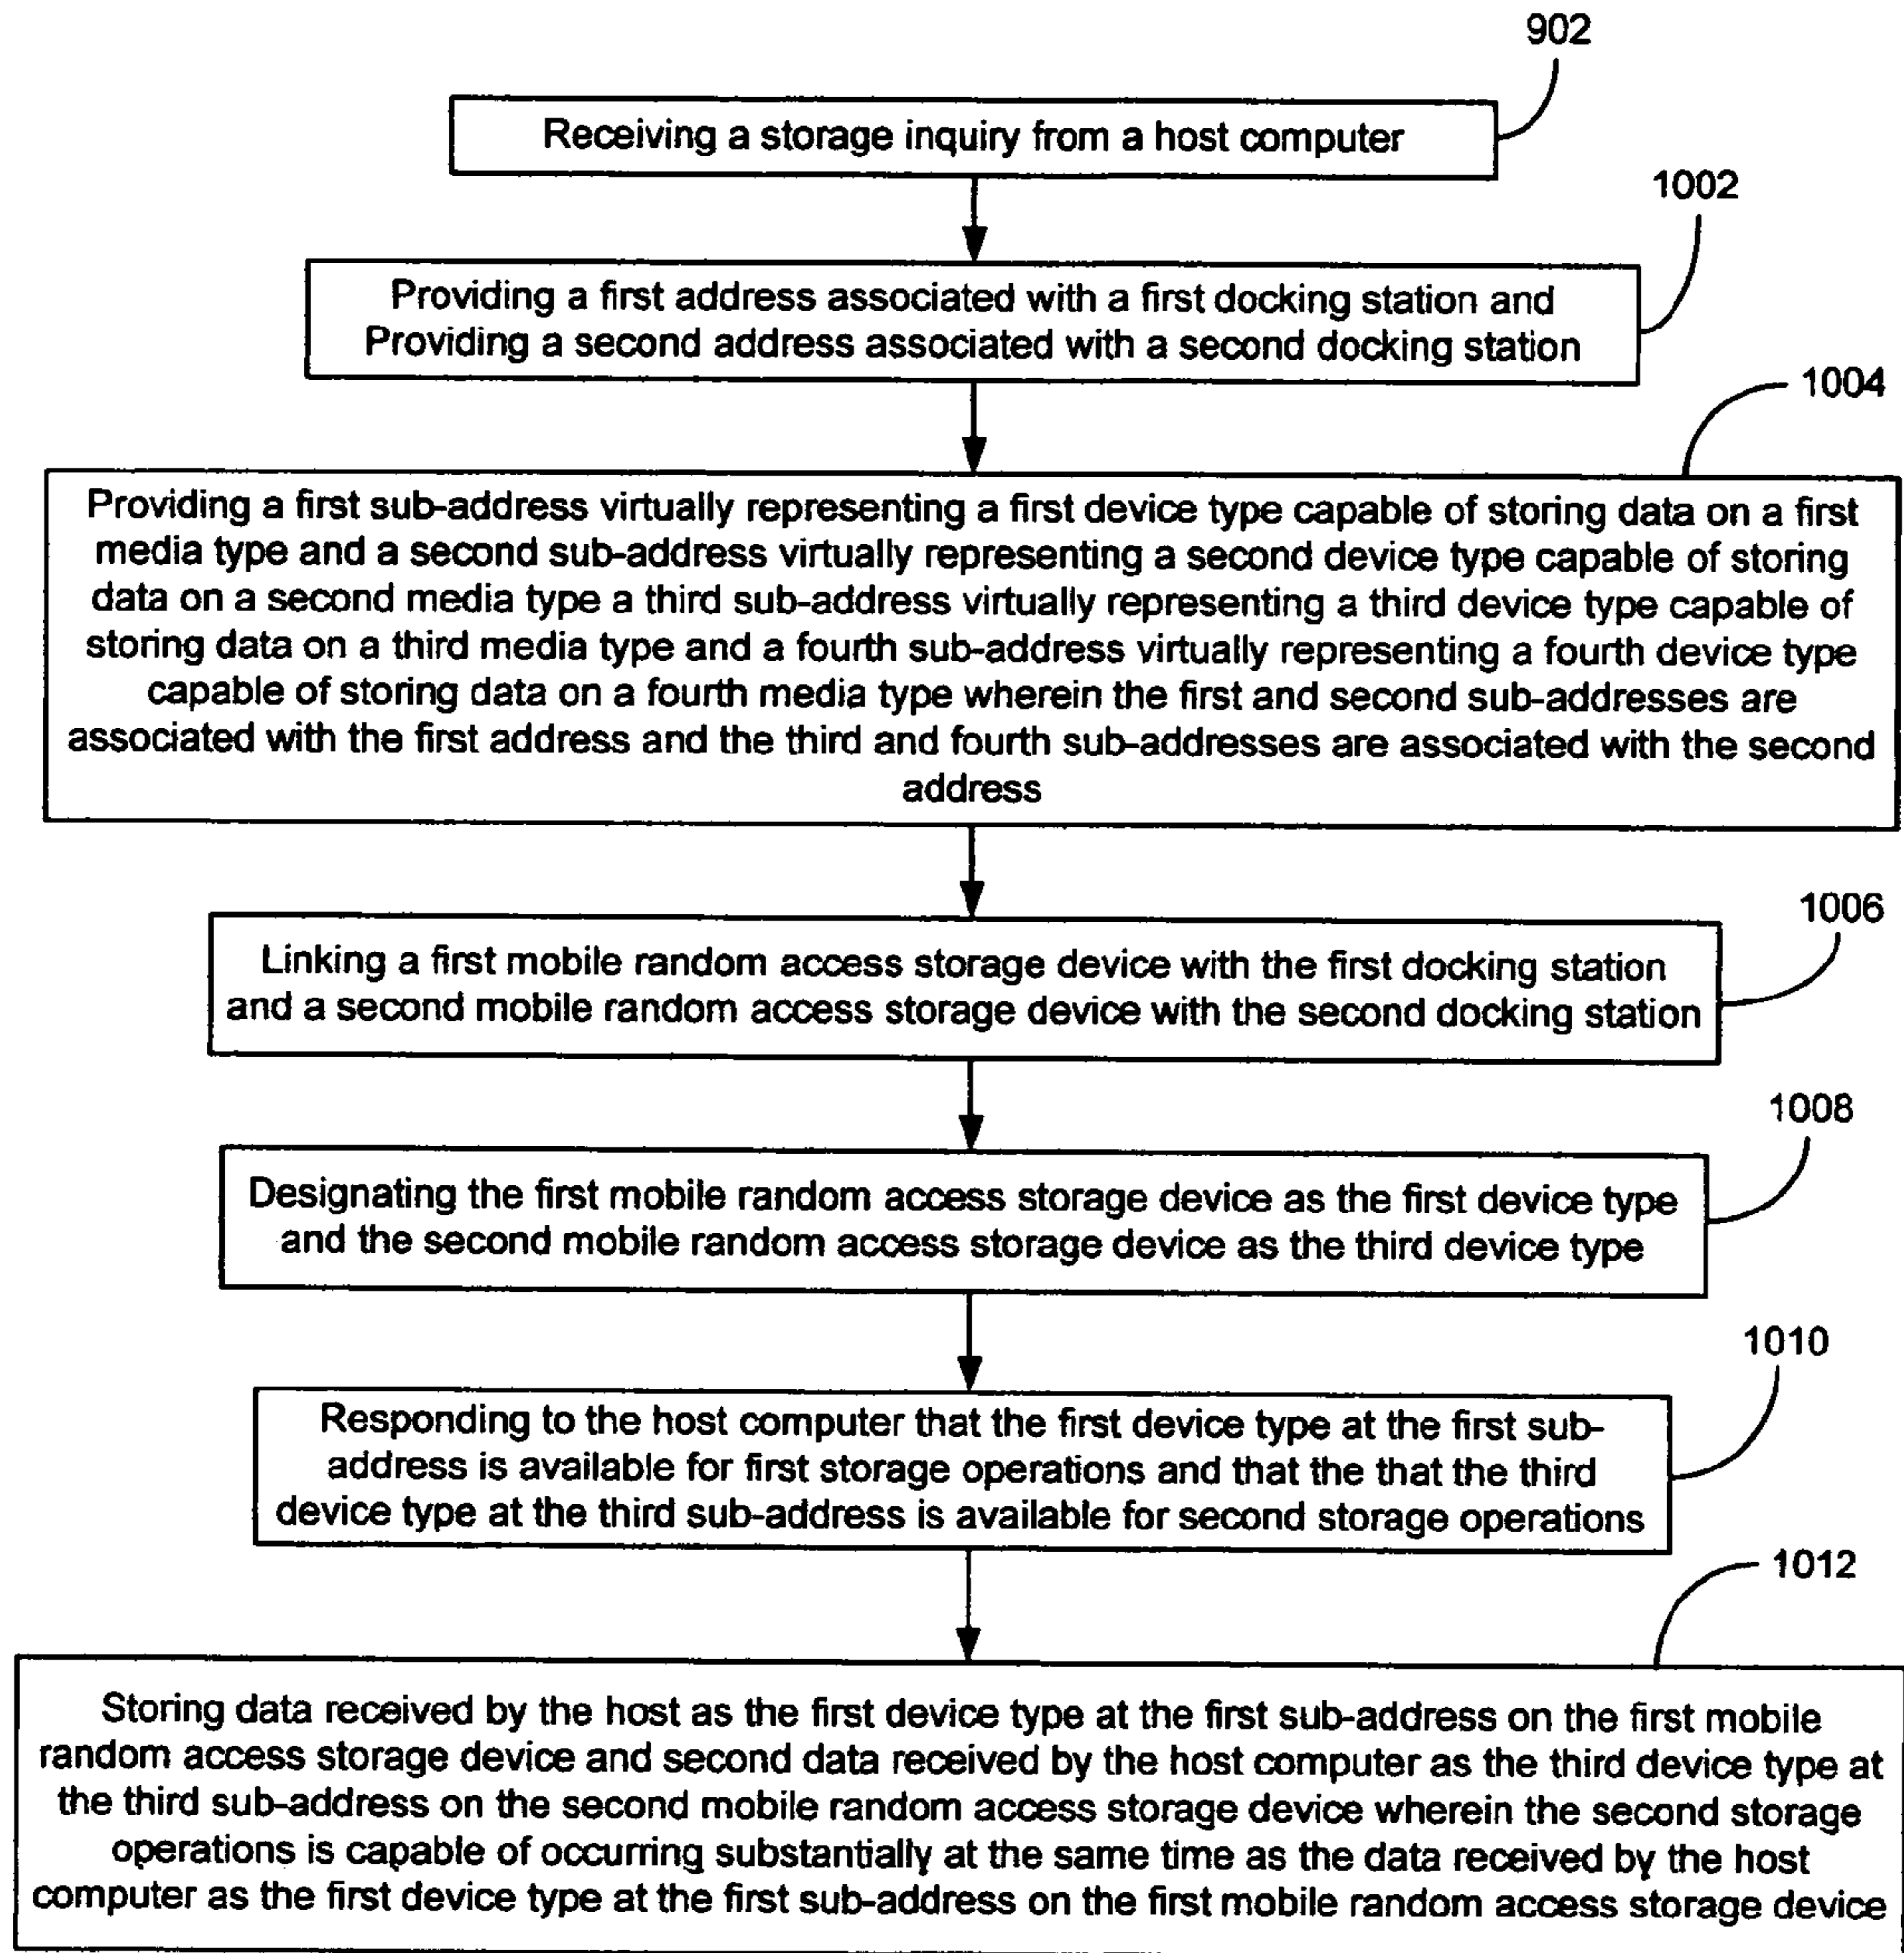 902
Receiving a storage inquiry from a host computer
1002
Providing a first address associated with a first docking station and
Providing a second address associated with a second docking station
1004
Providing a first sub-address virtually representing a first device type capable of storing data on a first
media type and a second sub-address virtually representing a second device type capable of storing
data on a second media type a third sub-address virtually representing a third device type capable of
storing data on a third media type and a fourth sub-address virtually representing a fourth device type
capable of storing data on a fourth media type wherein the first and second sub-addresses are
associated with the first address and the third and fourth sub-addresses are associated with the second
address
1006
Linking a first mobile random access storage device with the first docking station
and a second mobile random access storage device with the second docking station
1008
Designating the first mobile random access storage device as the first device type
and the second mobile random access storage device as the third device type
1010
Responding to the host computer that the first device type at the first sub-
address is available for first storage operations and that the that the third
device type at the third sub-address is available for second storage operations
1012
Storing data received by the host as the first device type at the first sub-address on the first mobile
random access storage device and second data received by the host computer as the third device type at
the third sub-address on the second mobile random access storage device wherein the second storage
operations is capable of occurring substantially at the same time as the data received by the host
computer as the first device type at the first sub-address on the first mobile random access storage device